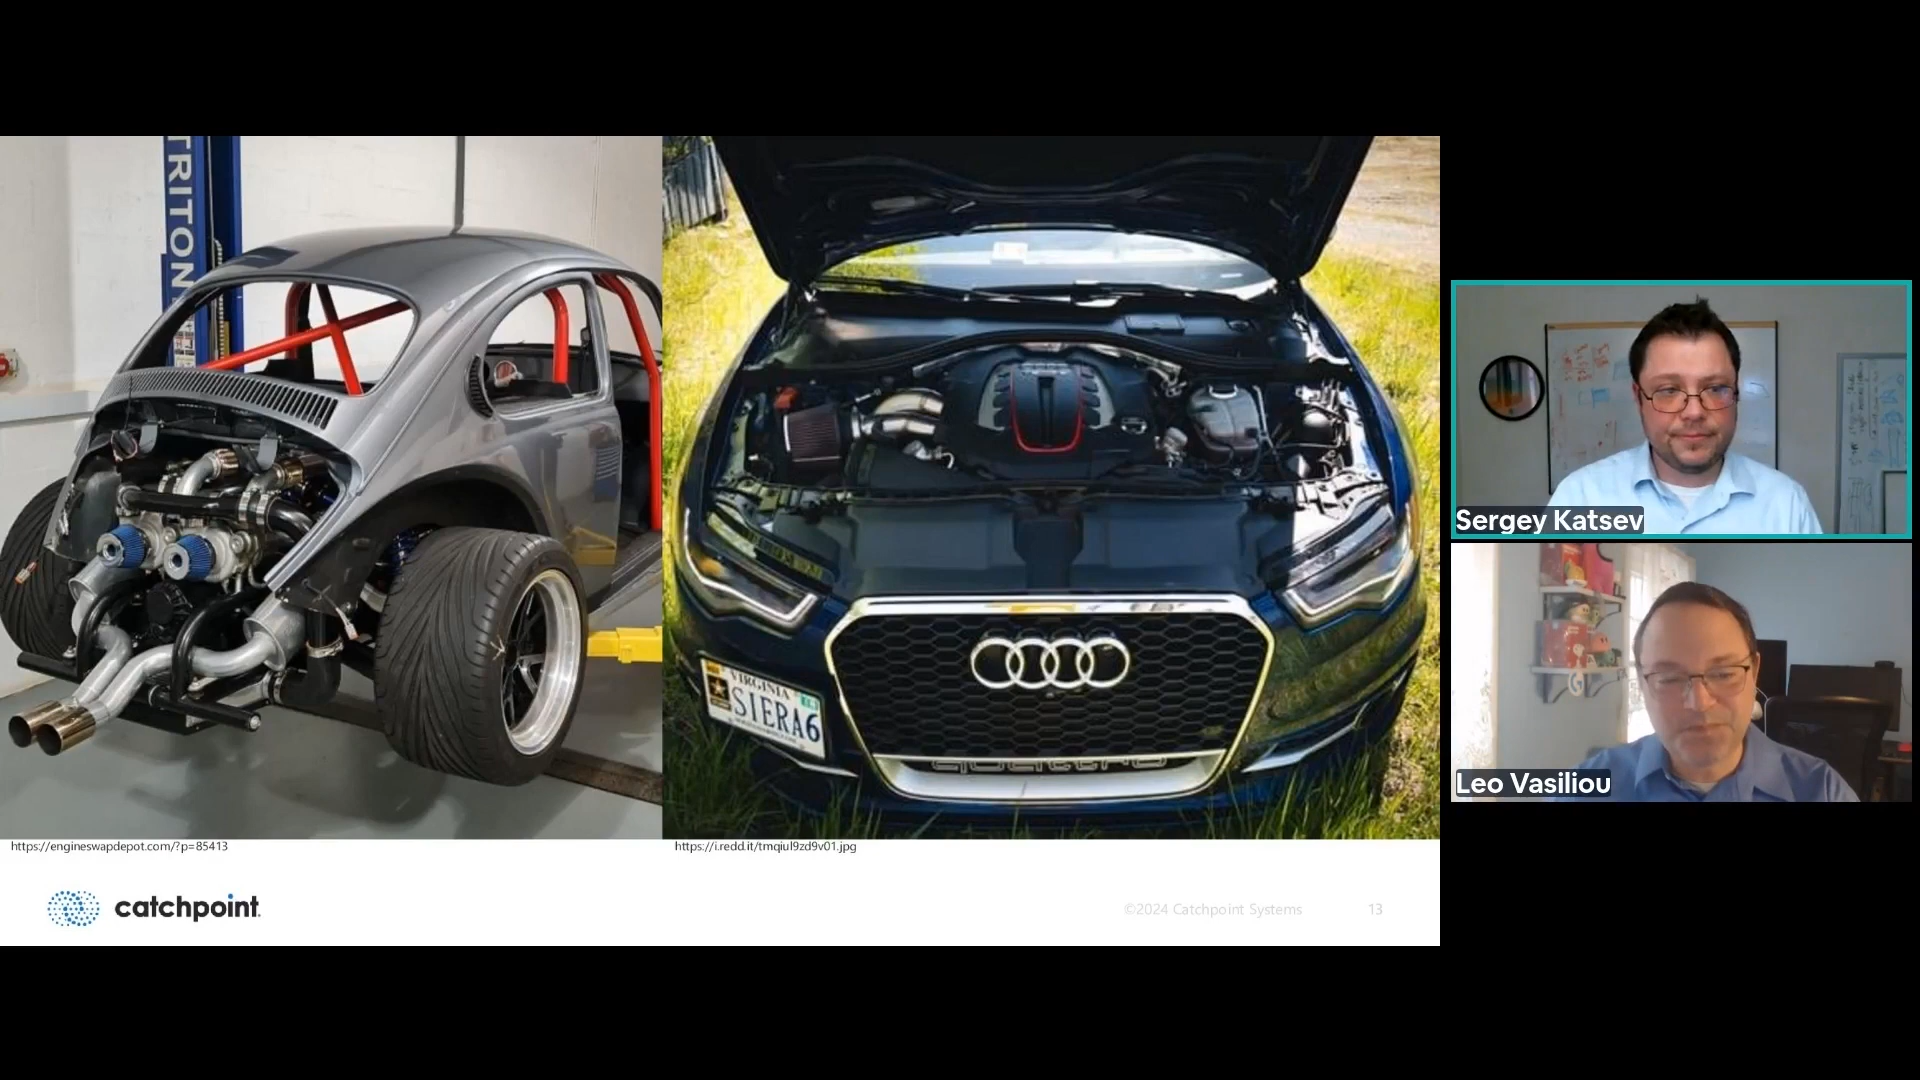 TRITON
VIRGINIA
SIERA6
quattro
https://engineswapdepot.com/?p=85413
https://i.redd.it/tmqiul9zd9v01.jpg
catchpoint.
©2024 Catchpoint Systems
13
Sergey Katsev
Leo Vasiliou